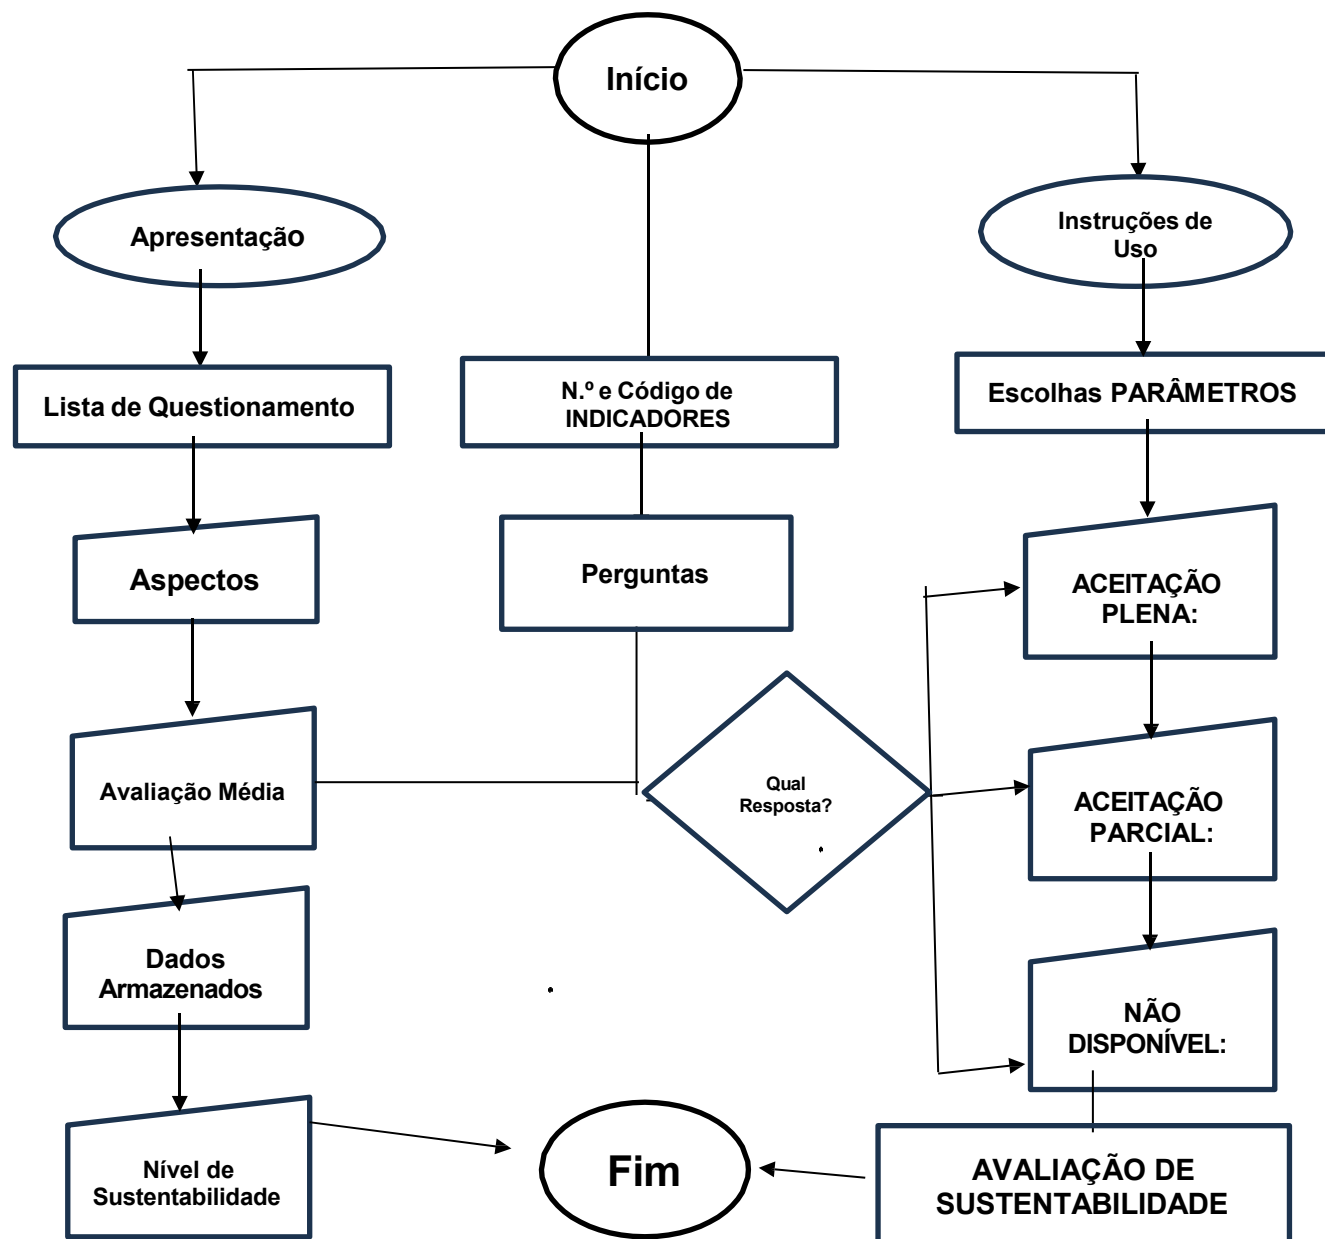 Início
Apresentação
Instruções de
Uso
Lista de Questionamento
N.º e Código de
INDICADORES
Escolhas PARÂMETROS
Aspectos
Perguntas
ACEITAÇÃO
PLENA:
Avaliação Média
Qual
Resposta?
ACEITAÇÃO
PARCIAL:
Dados
Armazenados
NÃO
DISPONÍVEL:
Nível de
Sustentabilidade
Fim
AVALIAÇÃO DE
SUSTENTABILIDADE